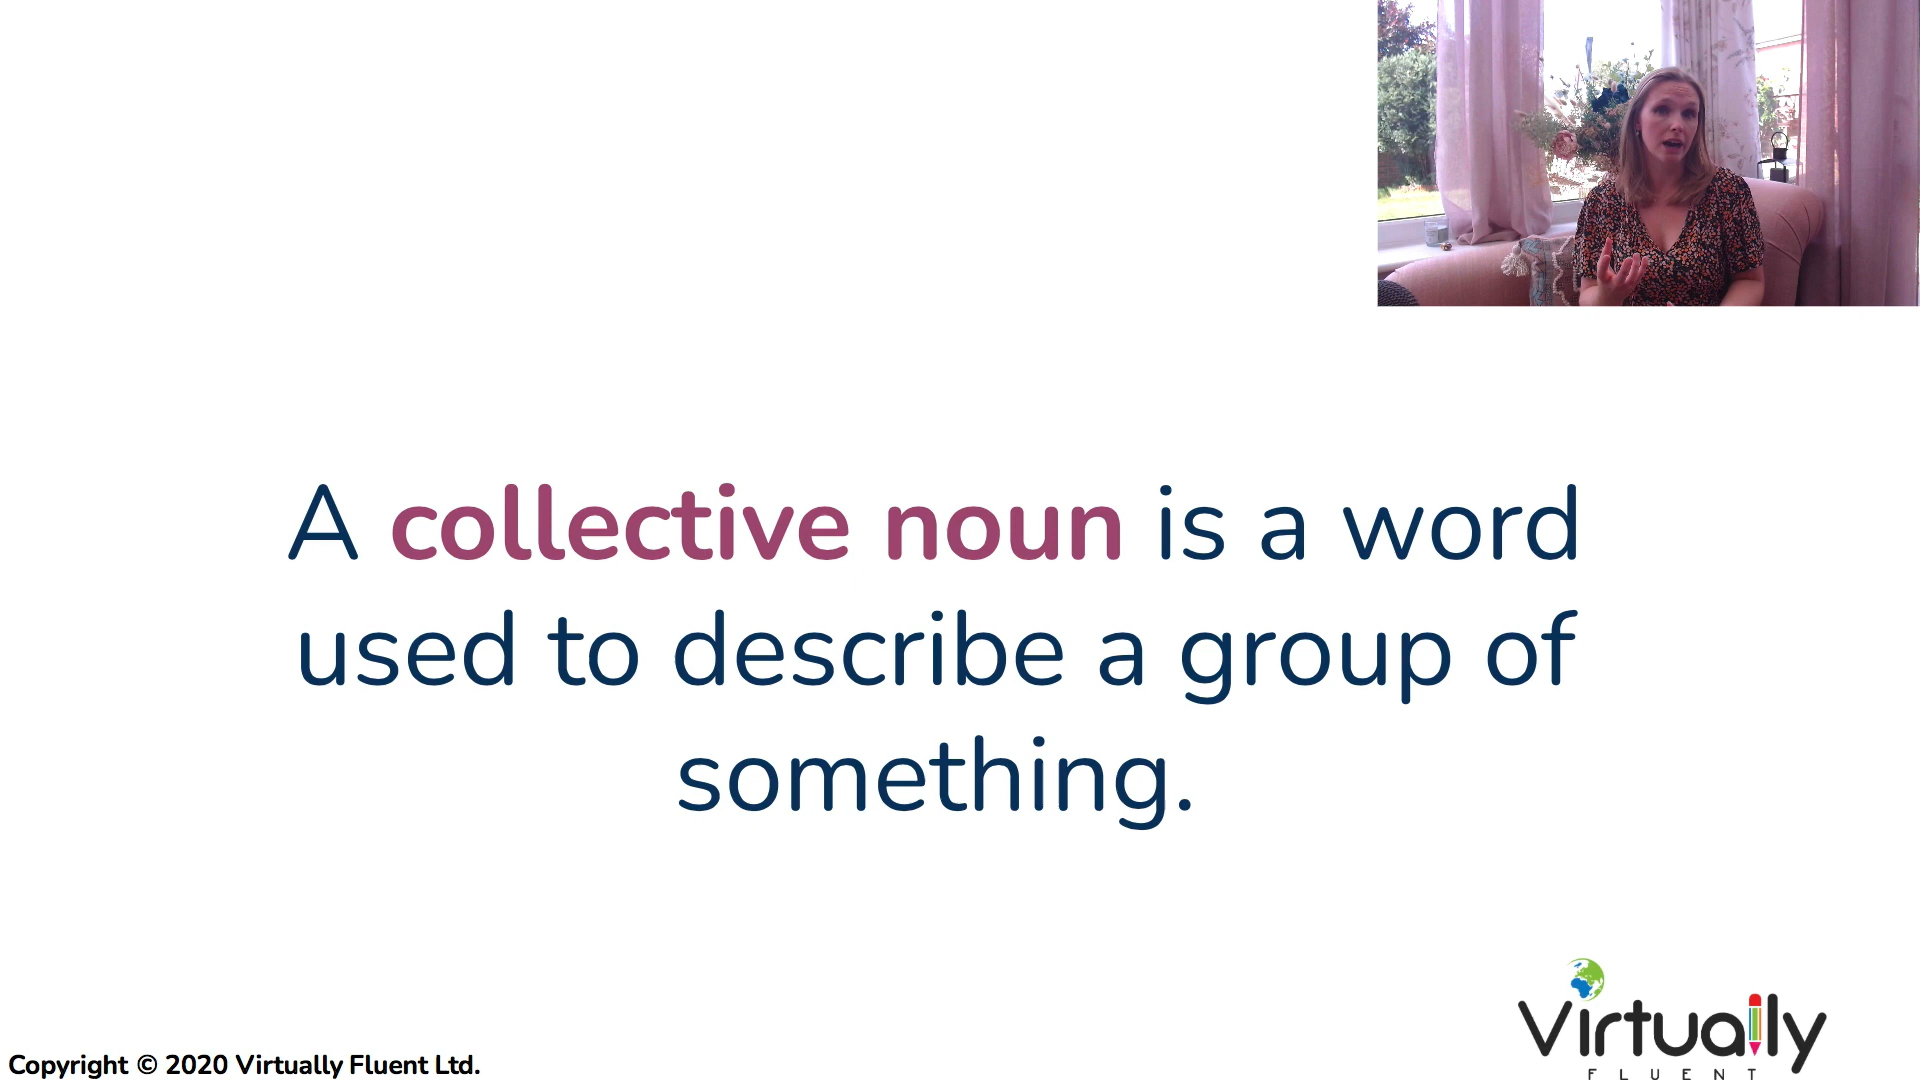 A collective noun is a word
used to describe a group of
something.
Virtually
FLUENT
Copyright © 2020 Virtually Fluent Ltd.